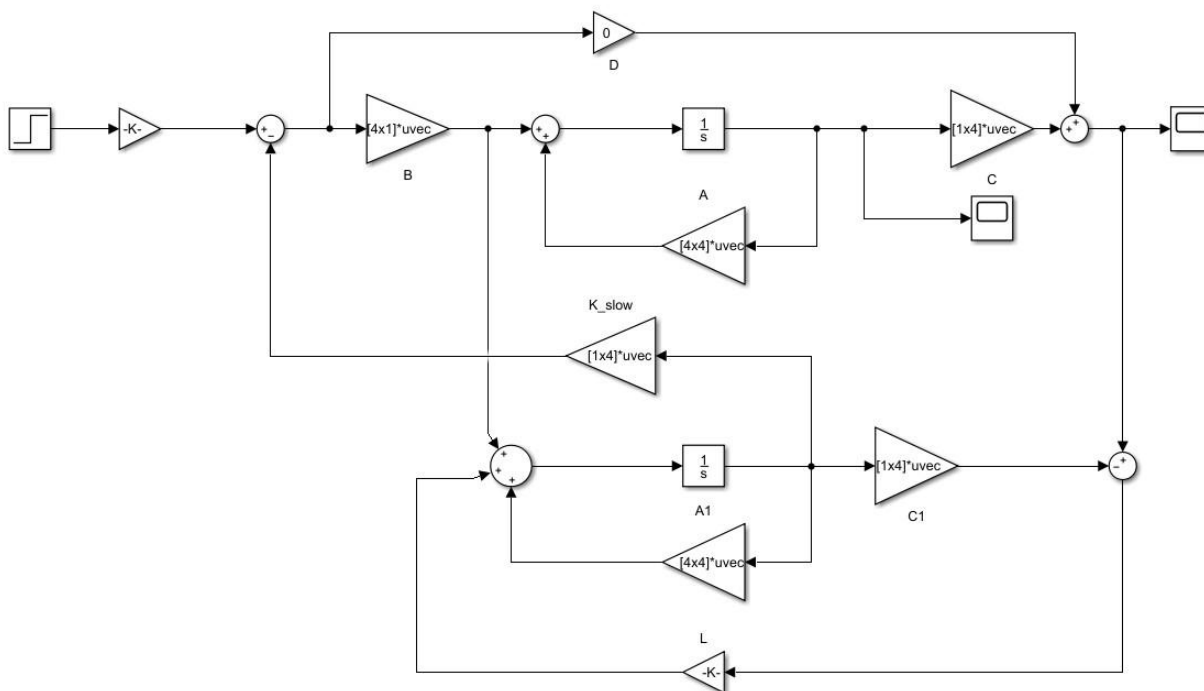 0
D
-K-
+
−
[4x1]*uvec
B
+
+
1
s
[1x4]*uvec
C
+
+
A
[4x4]*uvec
K_slow
[1x4]*uvec
+
+
+
1
s
[1x4]*uvec
C1
−
+
A1
[4x4]*uvec
L
-K-